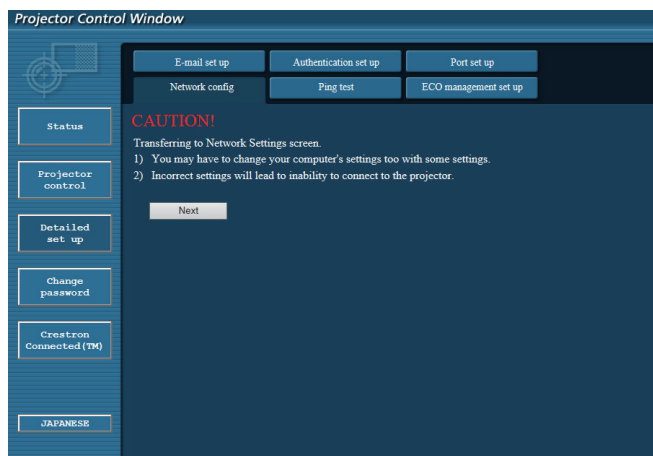 Projector Control Window
E-mail set up
Authentication set up
Port set up
Network config
Ping test
ECO management set up
Status
Projector
control
Detailed
set up
Change
password
Crestron
Connected(TM)
JAPANESE
CAUTION!
Transferring to Network Settings screen.
1) You may have to change your computer's settings too with some settings.
2) Incorrect settings will lead to inability to connect to the projector.
Next